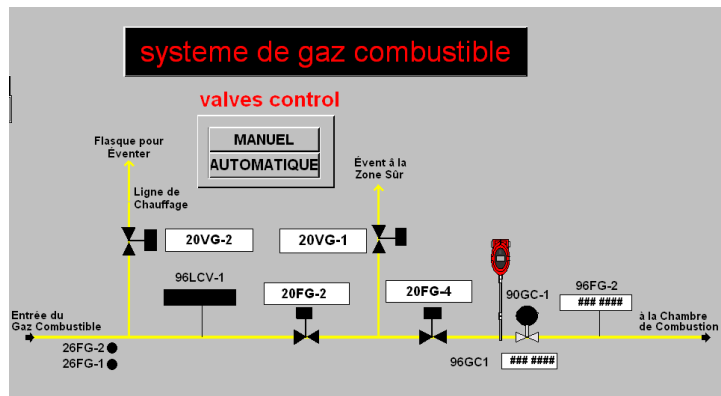 systeme de gaz combustible
valves control
MANUEL
AUTOMATIQUE
Flasque pour
Éventer
Évent á la
Zone Sûr
Ligne de
Chauffage
20VG-2
20VG-1
96LCV-1
20FG-2
20FG-4
90GC-1
96FG-2
### ####
Entrée du
Gaz Combustible
à la Chambre
de Combustion
26FG-2
26FG-1
96GC1
### ####